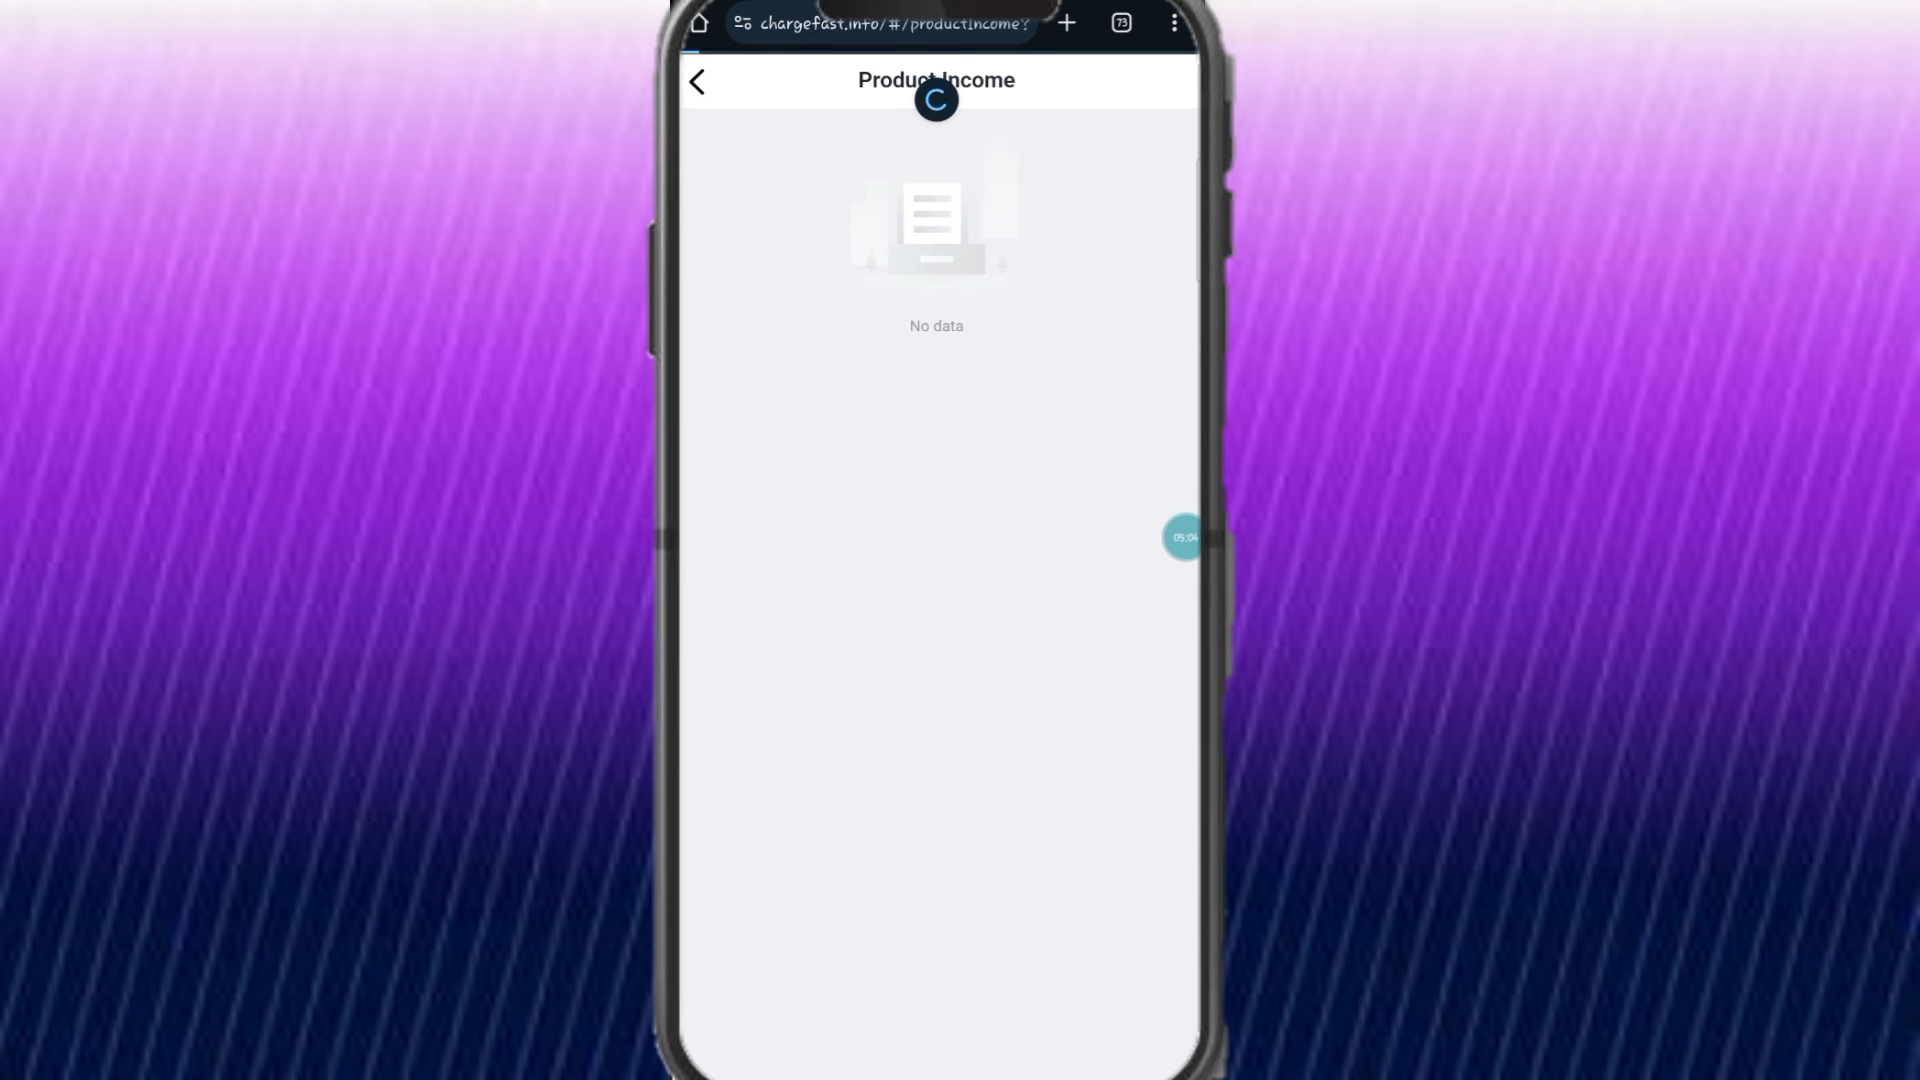 chargefast.info/#/productIncome?
73
Product Income
No data
05:04